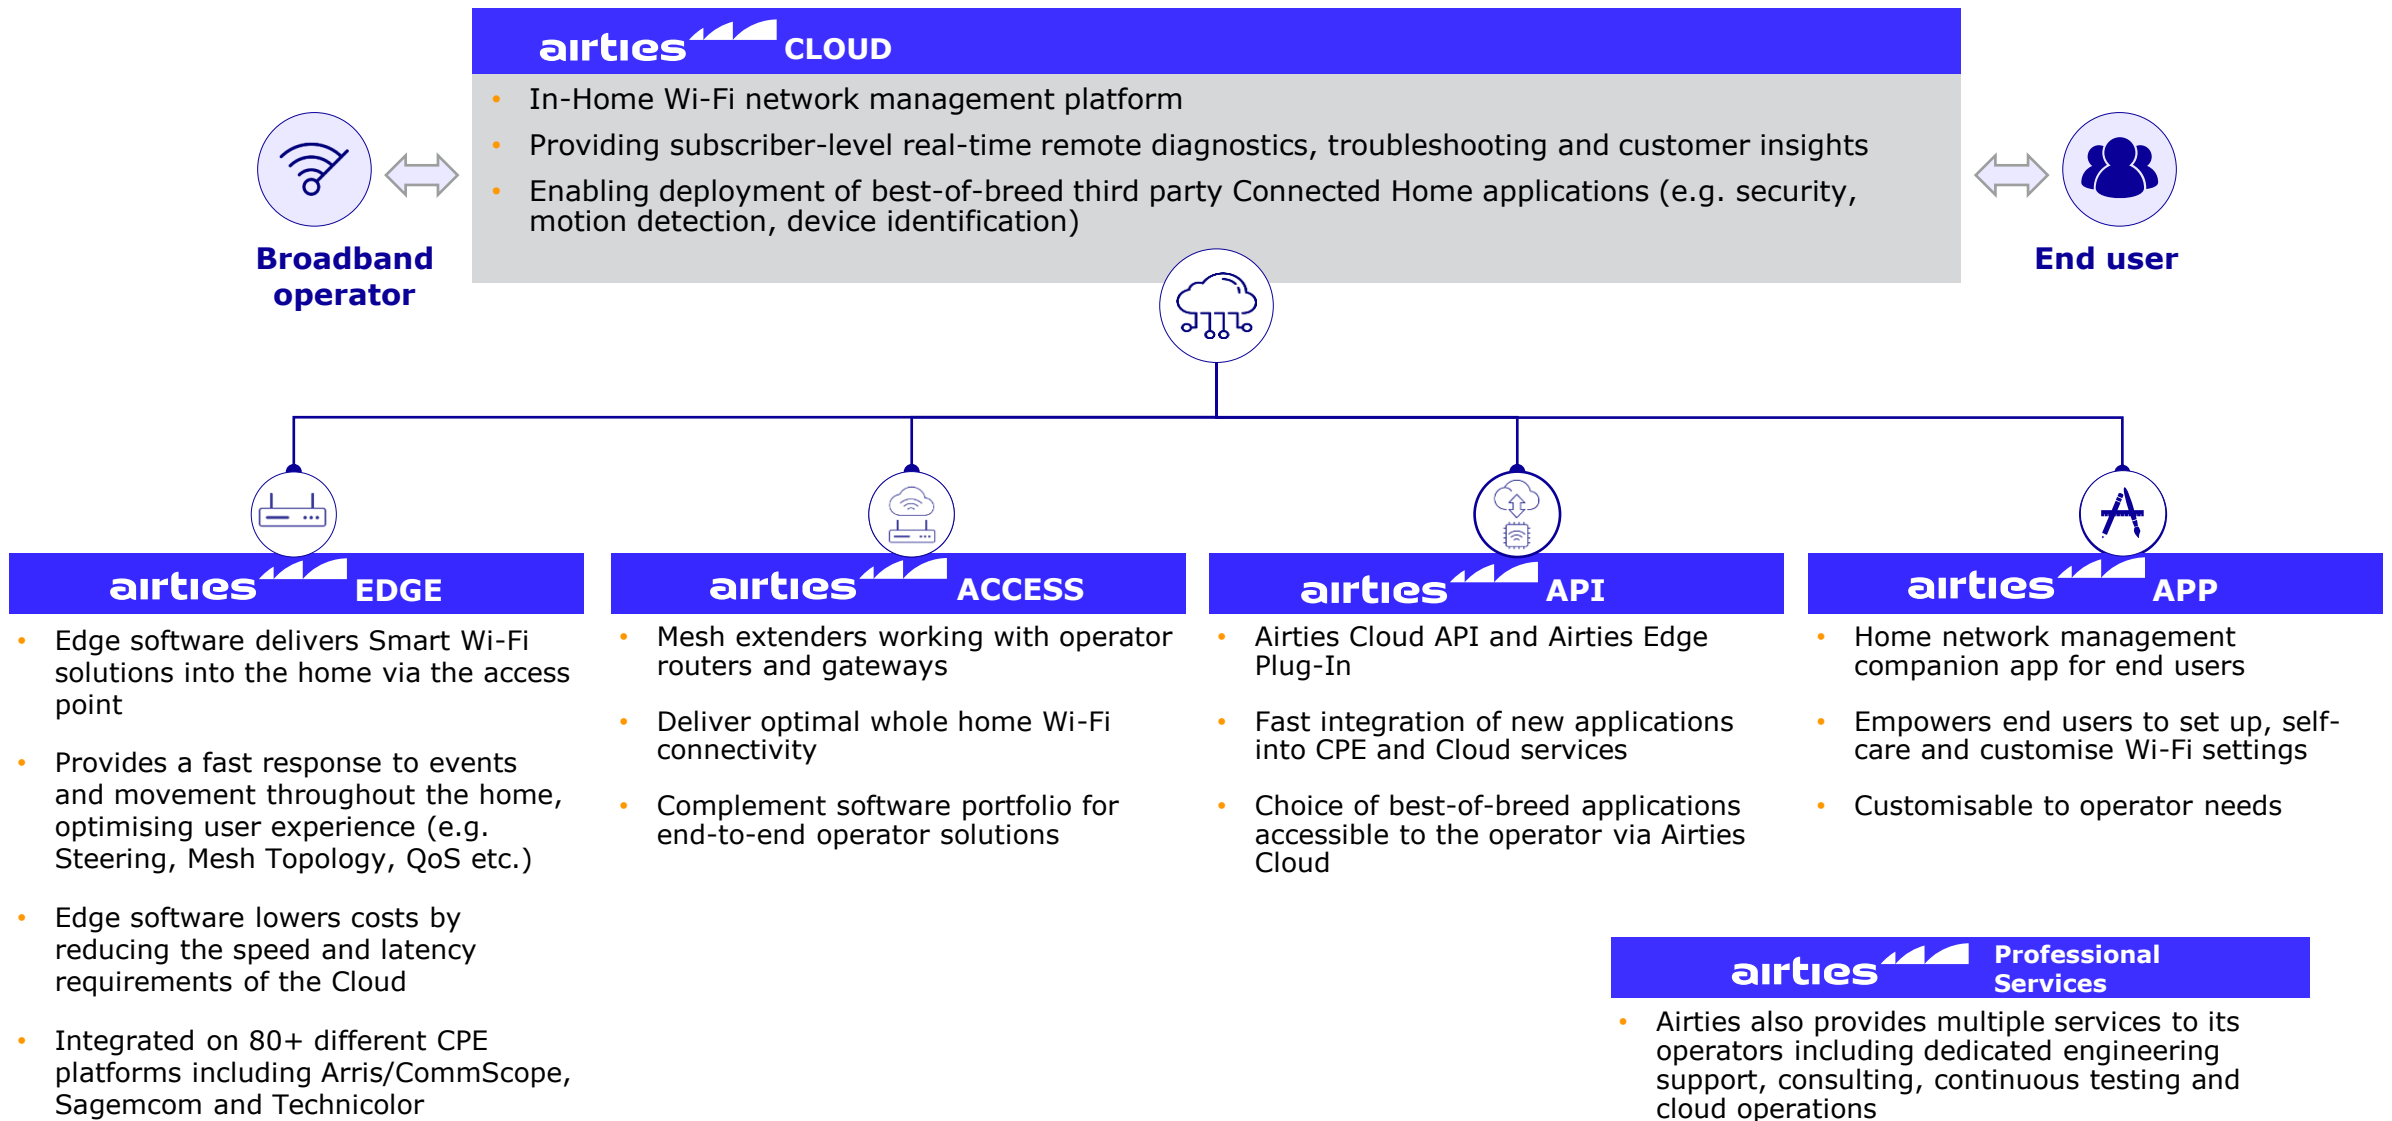 airties CLOUD
• In-Home Wi-Fi network management platform
• Providing subscriber-level real-time remote diagnostics, troubleshooting and customer insights
• Enabling deployment of best-of-breed third party Connected Home applications (e.g. security,
motion detection, device identification)
Broadband
operator
End user
airties EDGE
• Edge software delivers Smart Wi-Fi
solutions into the home via the access
point
• Provides a fast response to events
and movement throughout the home,
optimising user experience (e.g.
Steering, Mesh Topology, QoS etc.)
• Edge software lowers costs by
reducing the speed and latency
requirements of the Cloud
• Integrated on 80+ different CPE
platforms including Arris/CommScope,
Sagemcom and Technicolor
airties ACCESS
• Mesh extenders working with operator
routers and gateways
• Deliver optimal whole home Wi-Fi
connectivity
• Complement software portfolio for
end-to-end operator solutions
airties API
• Airties Cloud API and Airties Edge
Plug-In
• Fast integration of new applications
into CPE and Cloud services
• Choice of best-of-breed applications
accessible to the operator via Airties
Cloud
airties APP
• Home network management
companion app for end users
• Empowers end users to set up, self-
care and customise Wi-Fi settings
• Customisable to operator needs
airties Professional
Services
• Airties also provides multiple services to its
operators including dedicated engineering
support, consulting, continuous testing and
cloud operations